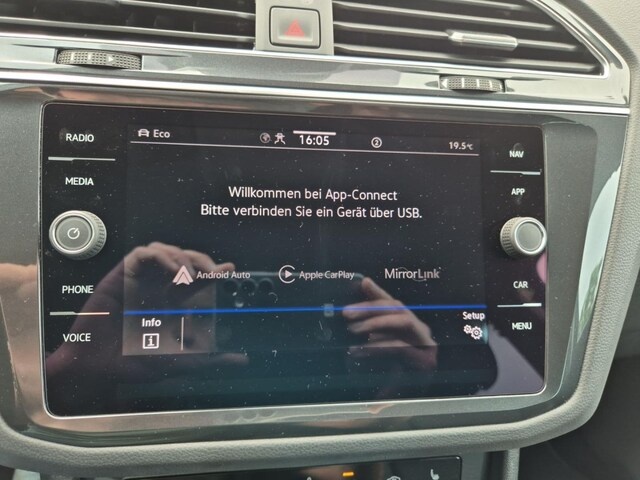 RADIO
MEDIA
PHONE
VOICE
Eco
16:05
2
19.5°C
Willkommen bei App-Connect
Bitte verbinden Sie ein Gerät über USB.
Android Auto
Apple CarPlay
MirrorLink
Info
Setup
NAV
APP
CAR
MENU